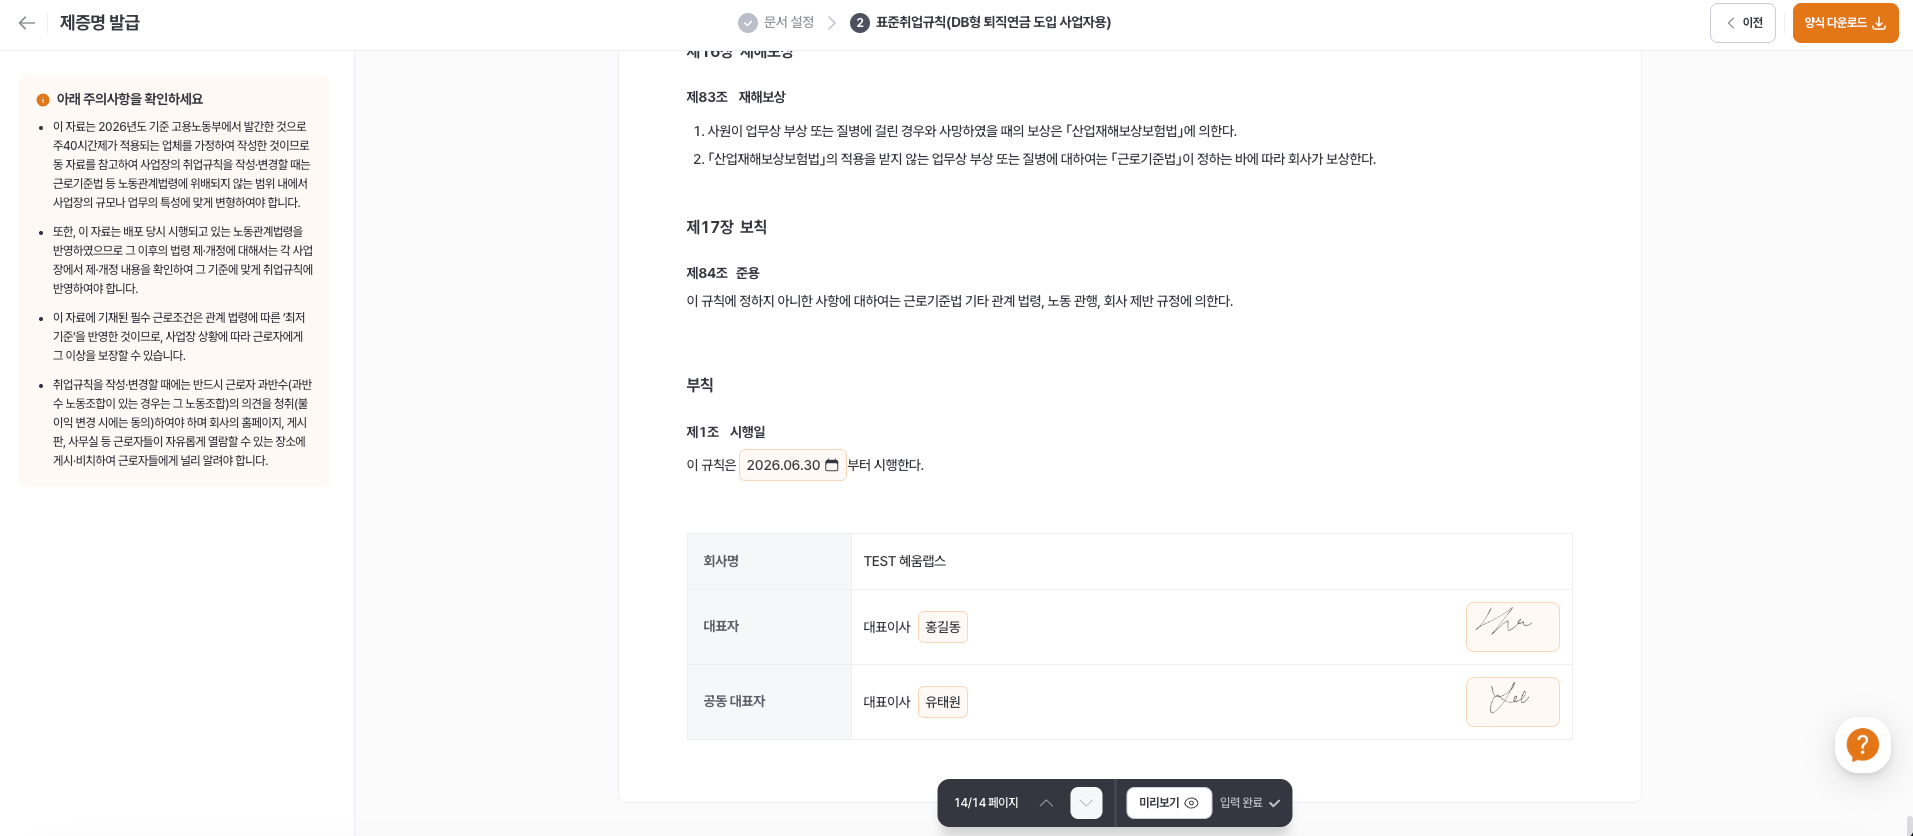 제증명 발급
문서 설정
2 표준취업규칙(DB형 퇴직연금 도입 사업자용)
이전
양식 다운로드
아래 주의사항을 확인하세요
이 자료는 2026년도 기준 고용노동부에서 발간한 것으로
주40시간제가 적용되는 업체를 가정하여 작성한 것이므로
동 자료를 참고하여 사업장의 취업규칙을 작성·변경할 때는
근로기준법 등 노동관계법령에 위배되지 않는 범위 내에서
사업장의 규모나 업무의 특성에 맞게 변형하여야 합니다.
또한, 이 자료는 배포 당시 시행되고 있는 노동관계법령을
반영하였으므로 그 이후의 법령 제·개정에 대해서는 각 사업
장에서 제·개정 내용을 확인하여 그 기준에 맞게 취업규칙에
반영하여야 합니다.
이 자료에 기재된 필수 근로조건은 관계 법령에 따른 ‘최저
기준’을 반영한 것이므로, 사업장 상황에 따라 근로자에게
그 이상을 보장할 수 있습니다.
취업규칙을 작성·변경할 때에는 반드시 근로자 과반수(과반
수 노동조합이 있는 경우는 그 노동조합)의 의견을 청취(불
이익 변경 시에는 동의)하여야 하며 회사의 홈페이지, 게시
판, 사무실 등 근로자들이 자유롭게 열람할 수 있는 장소에
게시·비치하여 근로자들에게 널리 알려야 합니다.
제16장 재해보상
제83조 재해보상
1. 사원이 업무상 부상 또는 질병에 걸린 경우와 사망하였을 때의 보상은 「산업재해보상보험법」에 의한다.
2. 「산업재해보상보험법」의 적용을 받지 않는 업무상 부상 또는 질병에 대하여는 「근로기준법」이 정하는 바에 따라 회사가 보상한다.
제17장 보칙
제84조 준용
이 규칙에 정하지 아니한 사항에 대하여는 근로기준법 기타 관계 법령, 노동 관행, 회사 제반 규정에 의한다.
부칙
제1조 시행일
이 규칙은 2026.06.30 부터 시행한다.
회사명 TEST 혜움랩스
대표자 대표이사 홍길동
공동 대표자 대표이사 유태원
14/14 페이지
미리보기
입력 완료